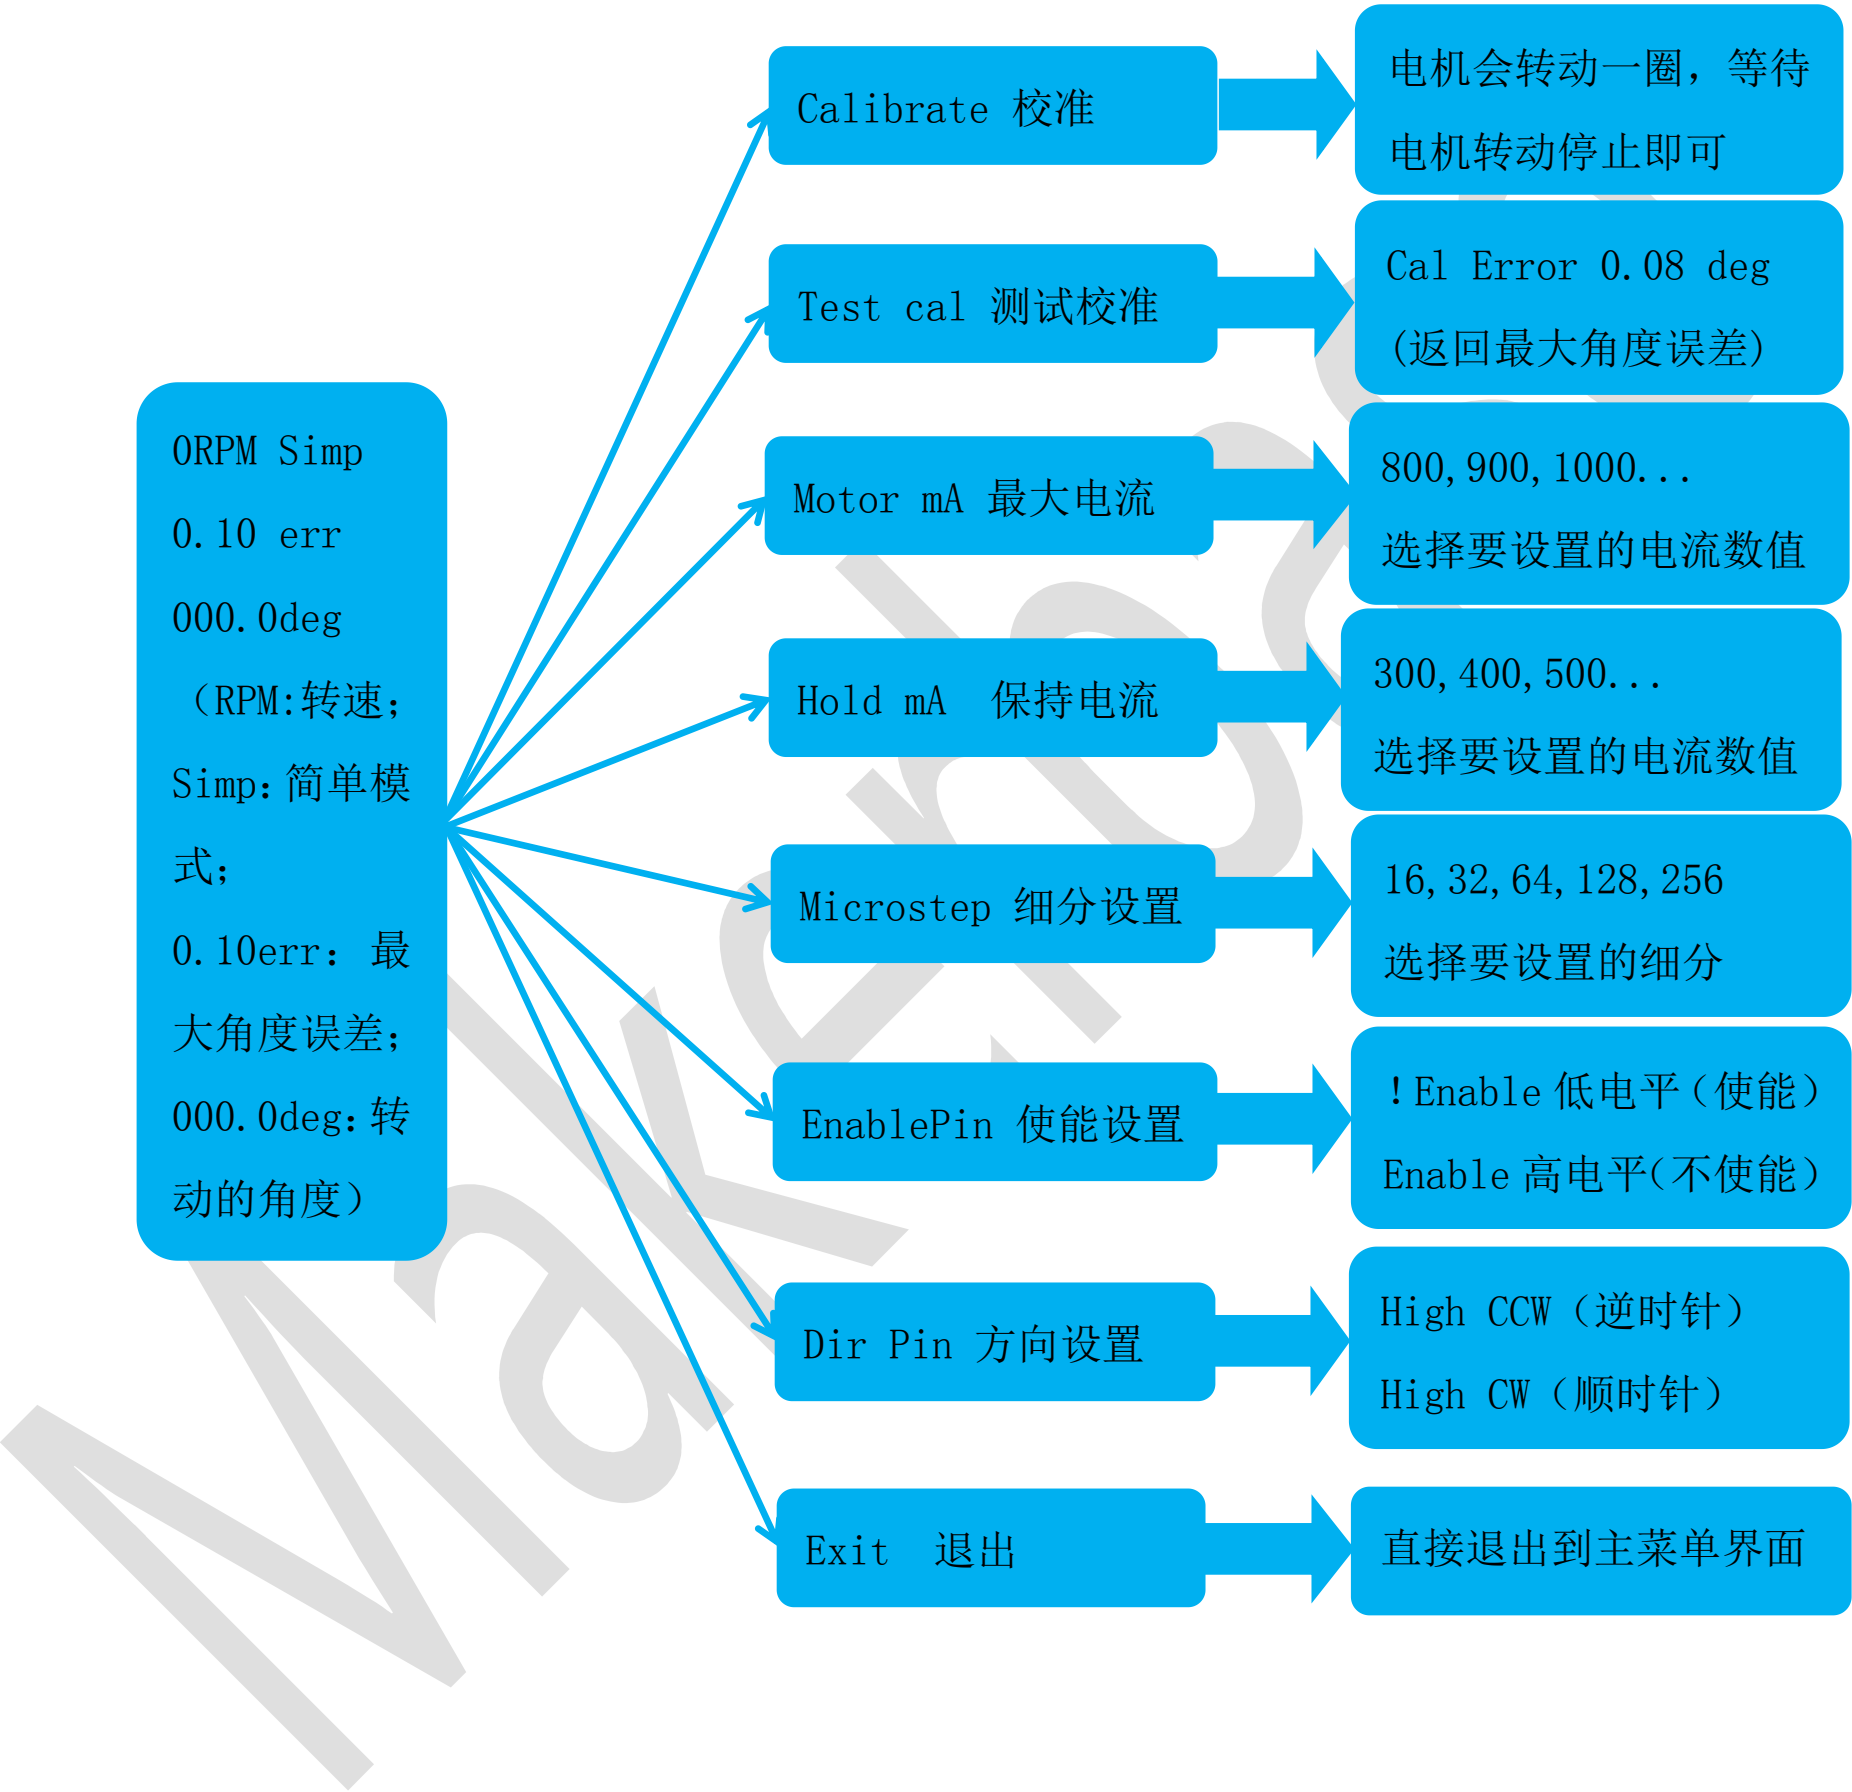 0RPM Simp
0.10 err
000.0deg
（RPM:转速；
Simp：简单模
式；
0.10err：最
大角度误差；
000.0deg：转
动的角度）
Calibrate 校准
电机会转动一圈，等待
电机转动停止即可
Test cal 测试校准
Cal Error 0.08 deg
(返回最大角度误差)
Motor mA 最大电流
800,900,1000...
选择要设置的电流数值
Hold mA 保持电流
300,400,500...
选择要设置的电流数值
Microstep 细分设置
16,32,64,128,256
选择要设置的细分
EnablePin 使能设置
！Enable 低电平（使能）
Enable 高电平（不使能）
Dir Pin 方向设置
High CCW（逆时针）
High CW（顺时针）
Exit 退出
直接退出到主菜单界面